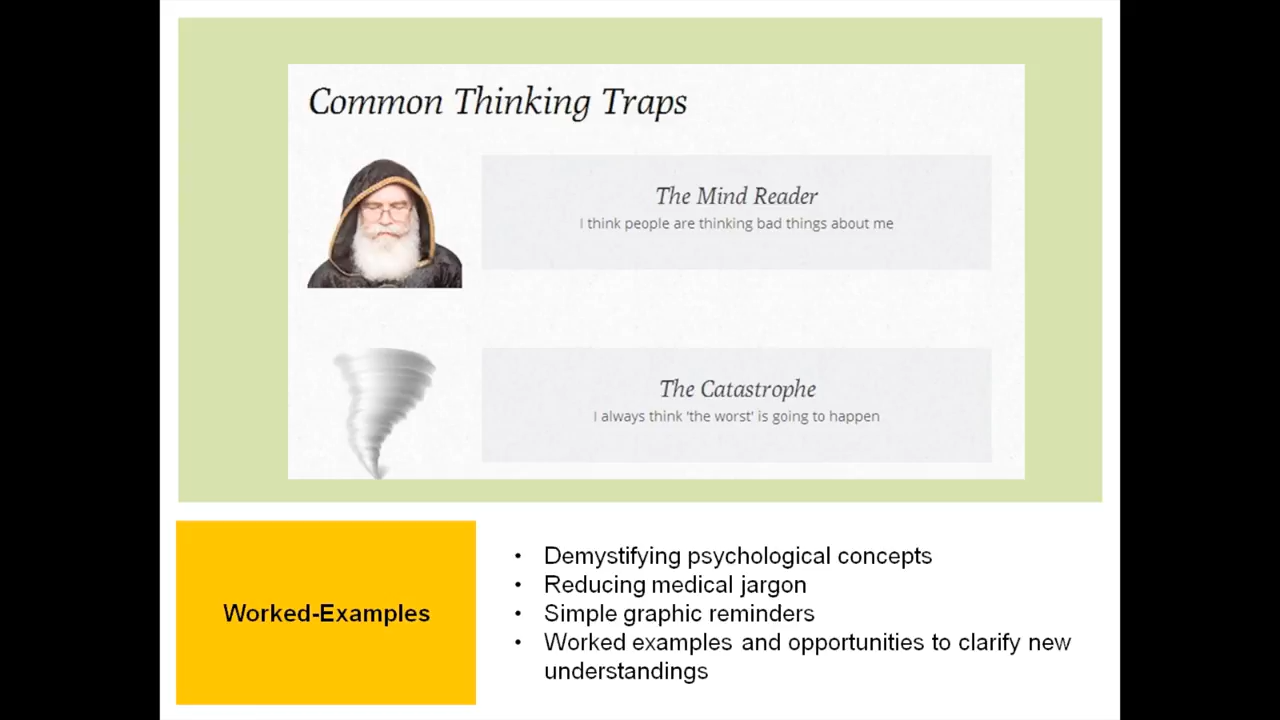 Common Thinking Traps
The Mind Reader
I think people are thinking bad things about me
The Catastrophe
I always think 'the worst' is going to happen
Worked-Examples
• Demystifying psychological concepts
• Reducing medical jargon
• Simple graphic reminders
• Worked examples and opportunities to clarify new
understandings